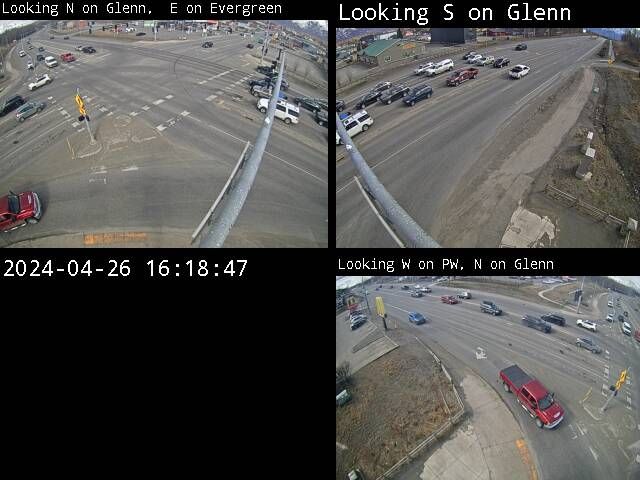 Looking N on Glenn,  E on Evergreen
Looking S on Glenn
2024-04-26 16:18:47
Looking W on PW, N on Glenn